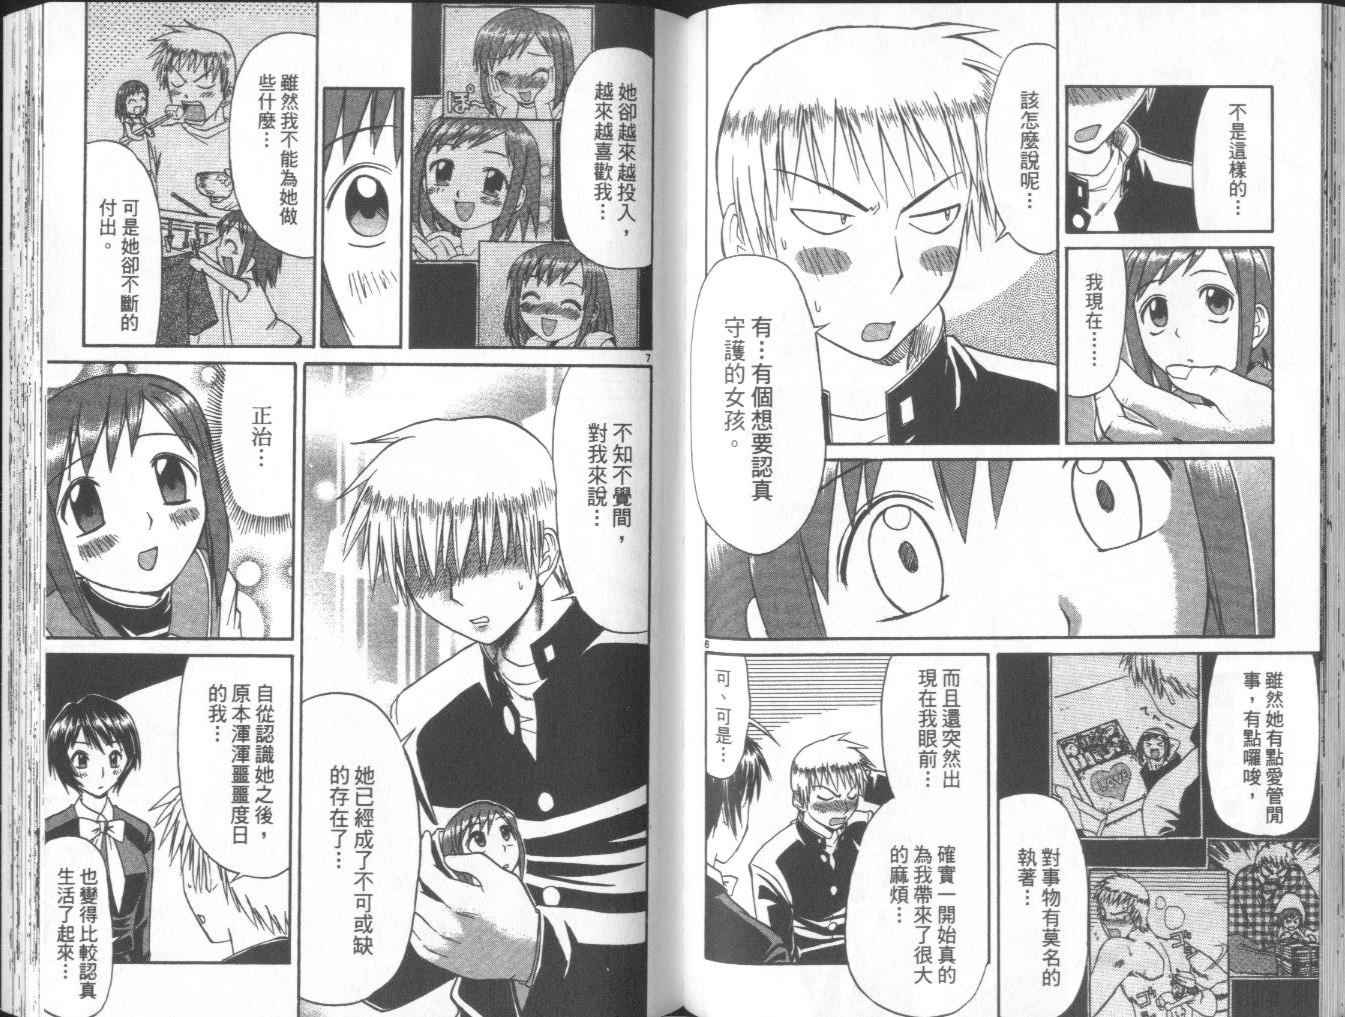 不是這樣的…
該怎麼說呢…
我現在………
有…有個想要認真
守護的女孩。
6
雖然她有點愛管閒
事，有點囉唆，
對事物有莫名的
執著…
Love
而且還突然出
現在我眼前…
確實一開始真的
為我帶來了很大
的麻煩…
可、可是…
她卻越來越投入，
越來越喜歡我…
ぽ
雖然我不能為她做
些什麼…
可是她卻不斷的
付出。
7
不知不覺間，
對我來說…
她已經成了不可或缺
的存在了…
正治…
自從認識她之後，
原本渾渾噩噩度日
的我…
也變得比較認真
生活了起來…